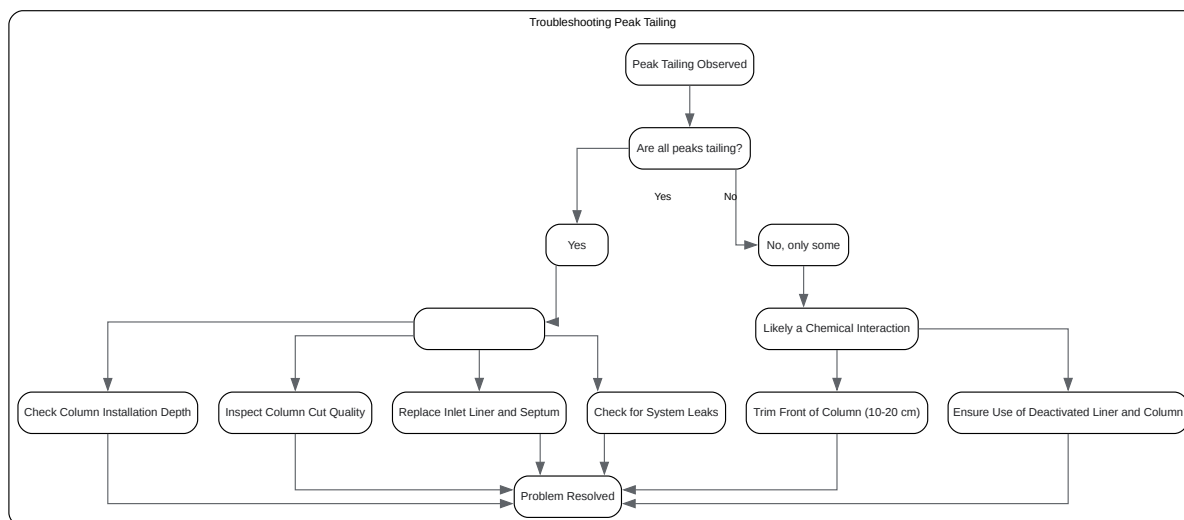 Troubleshooting Peak Tailing
Peak Tailing Observed
Are all peaks tailing?
Yes
No
Yes
No, only some
Likely a Chemical Interaction
Check Column Installation Depth
Inspect Column Cut Quality
Replace Inlet Liner and Septum
Check for System Leaks
Trim Front of Column (10-20 cm)
Ensure Use of Deactivated Liner and Column
Problem Resolved